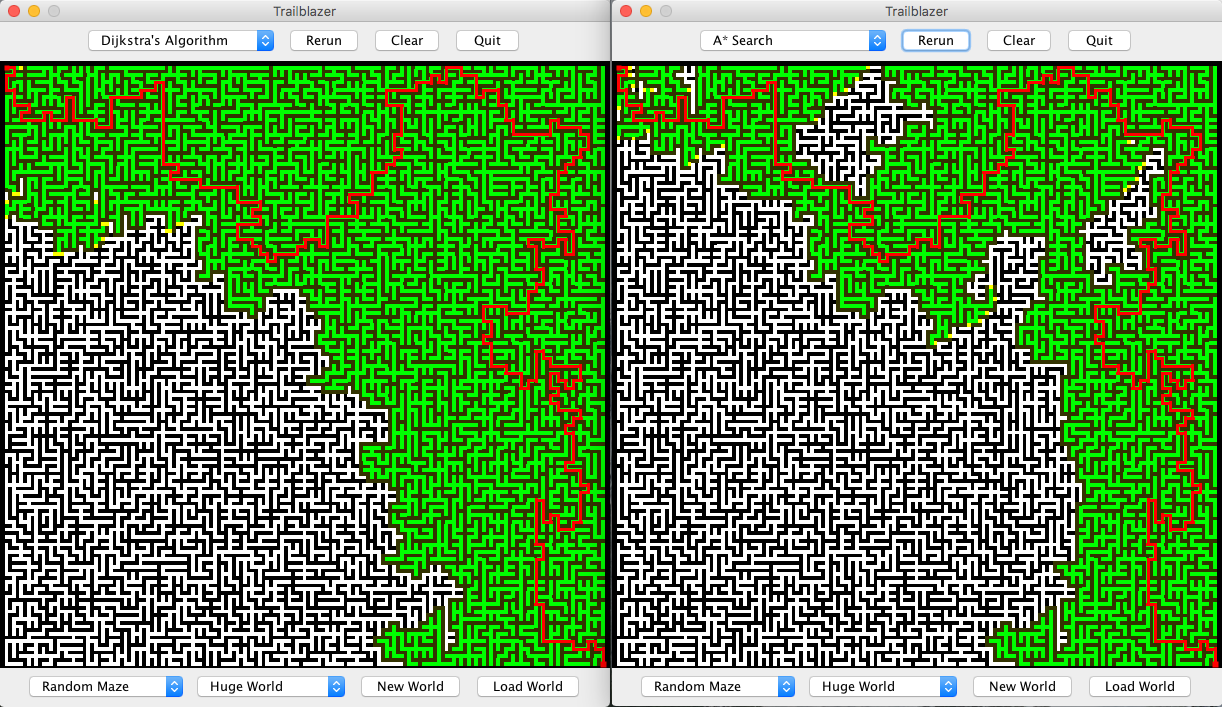 Trailblazer
Dijkstra's Algorithm Rerun Clear Quit
Random Maze Huge World New World Load World
Trailblazer
A* Search Rerun Clear Quit
Random Maze Huge World New World Load World